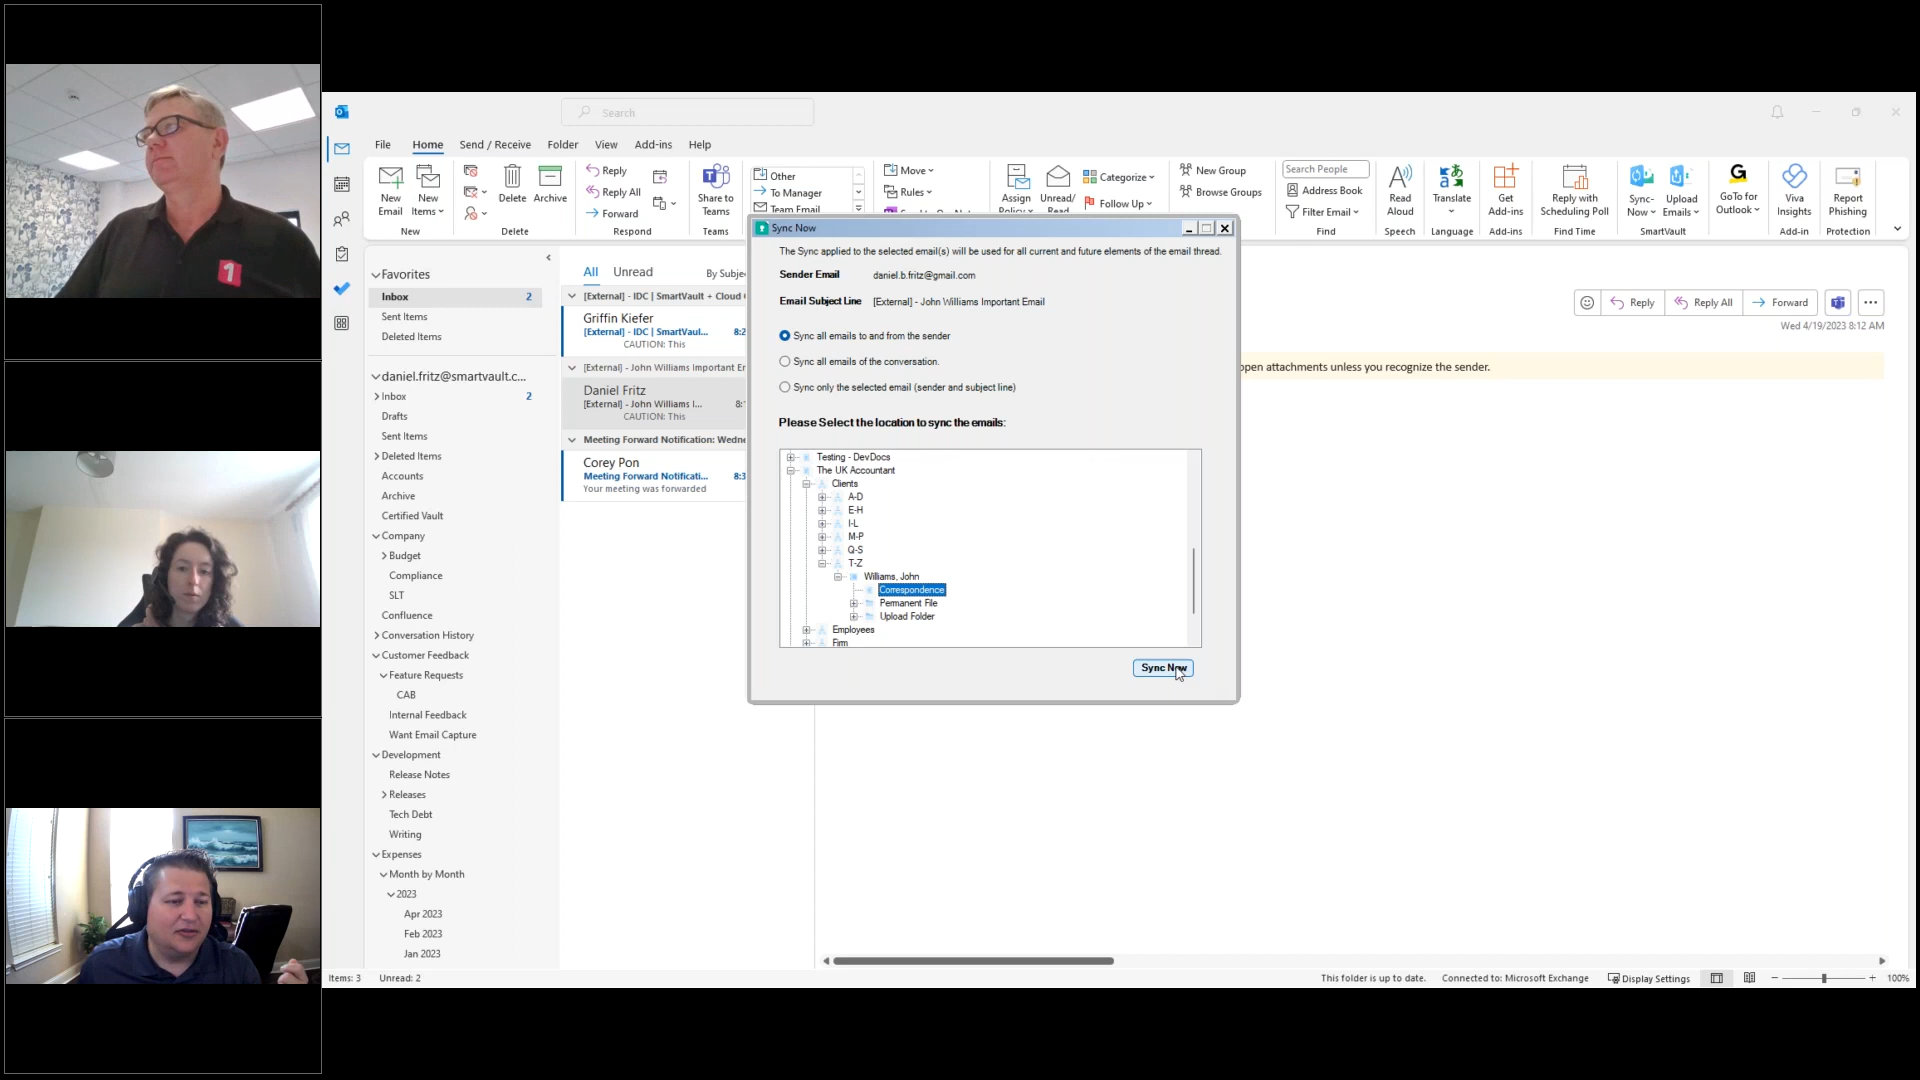 1
Search
File Home Send / Receive Folder View Add-ins Help
New Email
New Items
New
Delete Archive
Delete
Reply
Reply All
Forward
Respond
Share to Teams
Teams
Other
To Manager
Team Email
Move
Rules
Assign Policy
Unread/ Read
Categorize
Follow Up
New Group
Browse Groups
Search People
Address Book
Filter Email
Find
Read Aloud
Speech
Translate
Language
Get Add-ins
Add-ins
Reply with Scheduling Poll
Find Time
Sync-Now
Upload Emails
SmartVault
GoTo for Outlook
Viva Insights
Add-in
Report Phishing
Protection
Favorites
Inbox 2
Sent Items
Deleted Items
daniel.fritz@smartvault.c...
Inbox 2
Drafts
Sent Items
Deleted Items
Accounts
Archive
Certified Vault
Company
Budget
Compliance
SLT
Confluence
Conversation History
Customer Feedback
Feature Requests
CAB
Internal Feedback
Want Email Capture
Development
Release Notes
Releases
Tech Debt
Writing
Expenses
Month by Month
2023
Apr 2023
Feb 2023
Jan 2023
All Unread By Subje
[External] - IDC | SmartVault + Cloud
Griffin Kiefer
[External] - IDC | SmartVaul... 8:2
CAUTION: This
[External] - John Williams Important Er
Daniel Fritz
[External] - John Williams I... 8:
CAUTION: This
Meeting Forward Notification: Wedne
Corey Pon
Meeting Forward Notificati... 8:3
Your meeting was forwarded
Sync Now
The Sync applied to the selected email(s) will be used for all current and future elements of the email thread.
Sender Email daniel.b.fritz@gmail.com
Email Subject Line [External] - John Williams Important Email
Sync all emails to and from the sender
Sync all emails of the conversation.
Sync only the selected email (sender and subject line)
Please Select the location to sync the emails:
Testing - DevDocs
The UK Accountant
Clients
A-D
E-H
I-L
M-P
Q-S
T-Z
Williams, John
Correspondence
Permanent File
Upload Folder
Employees
Firm
Sync Now
Reply Reply All Forward
Wed 4/19/2023 8:12 AM
open attachments unless you recognize the sender.
Items: 3 Unread: 2
This folder is up to date. Connected to: Microsoft Exchange Display Settings 100%